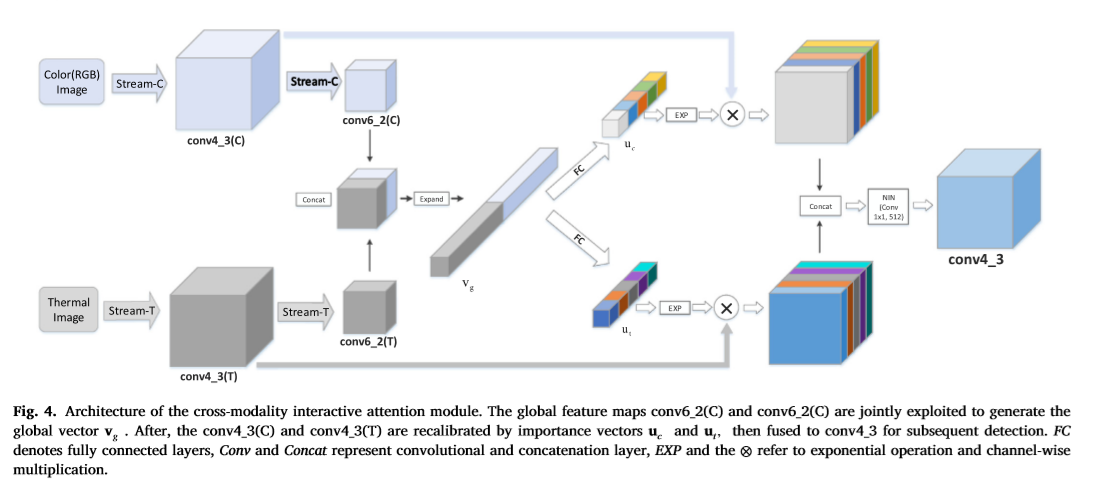 Color(RGB)
Image
Stream-C
conv4_3(C)
Stream-C
conv6_2(C)
Concat
Expand
v_g
FC
FC
u_c
EXP
×
u_t
EXP
×
Thermal
Image
Stream-T
conv4_3(T)
Stream-T
conv6_2(T)
Concat
NIN
(Conv
1x1, 512)
conv4_3
Fig. 4. Architecture of the cross-modality interactive attention module. The global feature maps conv6_2(C) and conv6_2(C) are jointly exploited to generate the
global vector v_g . After, the conv4_3(C) and conv4_3(T) are recalibrated by importance vectors u_c and u_t, then fused to conv4_3 for subsequent detection. FC
denotes fully connected layers, Conv and Concat represent convolutional and concatenation layer, EXP and the ⊗ refer to exponential operation and channel-wise
multiplication.